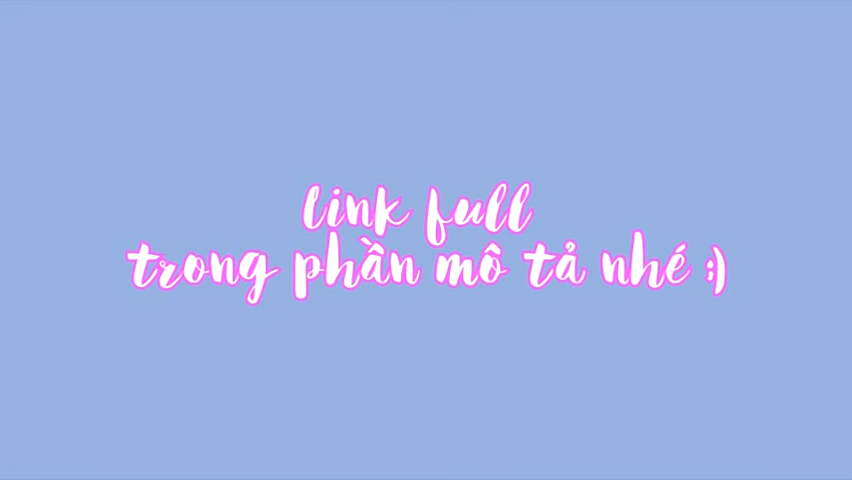 link full
trong phần mô tả nhé :)